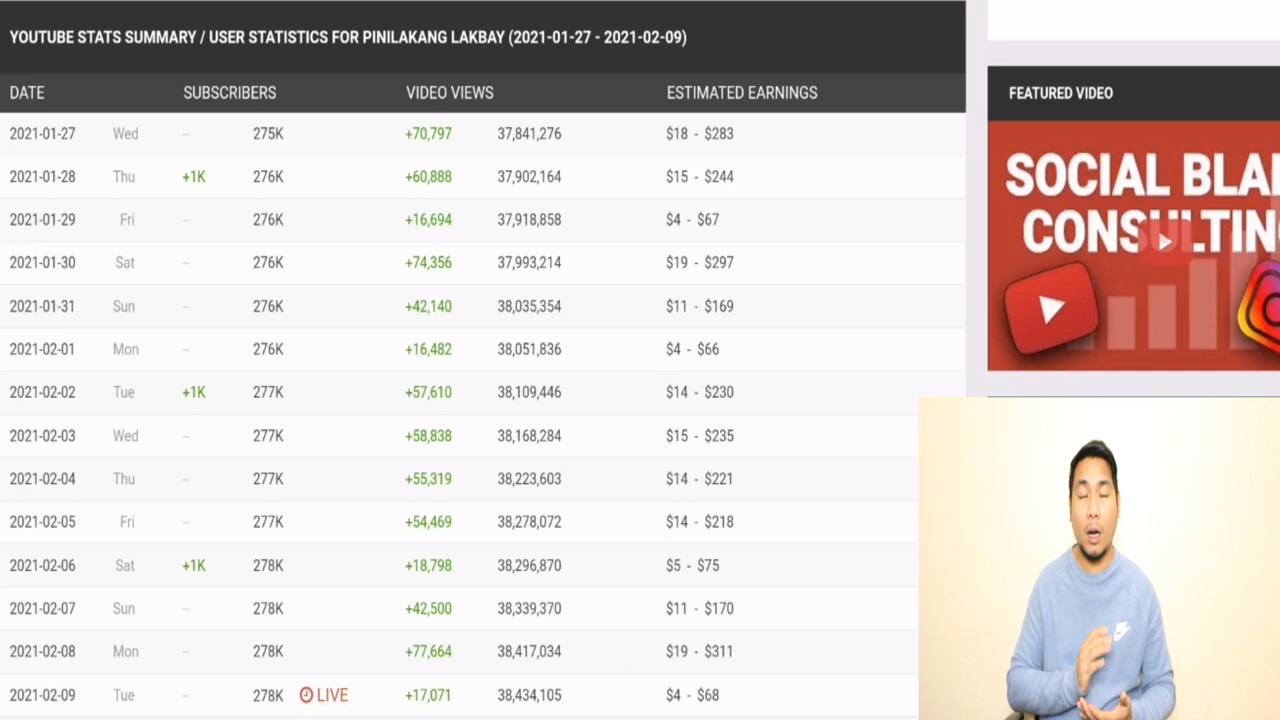 YOUTUBE STATS SUMMARY / USER STATISTICS FOR PINILAKANG LAKBAY (2021-01-27 - 2021-02-09)
DATE SUBSCRIBERS VIDEO VIEWS ESTIMATED EARNINGS
2021-01-27 Wed -- 275K +70,797 37,841,276 $18 - $283
2021-01-28 Thu +1K 276K +60,888 37,902,164 $15 - $244
2021-01-29 Fri -- 276K +16,694 37,918,858 $4 - $67
2021-01-30 Sat -- 276K +74,356 37,993,214 $19 - $297
2021-01-31 Sun -- 276K +42,140 38,035,354 $11 - $169
2021-02-01 Mon -- 276K +16,482 38,051,836 $4 - $66
2021-02-02 Tue +1K 277K +57,610 38,109,446 $14 - $230
2021-02-03 Wed -- 277K +58,838 38,168,284 $15 - $235
2021-02-04 Thu -- 277K +55,319 38,223,603 $14 - $221
2021-02-05 Fri -- 277K +54,469 38,278,072 $14 - $218
2021-02-06 Sat +1K 278K +18,798 38,296,870 $5 - $75
2021-02-07 Sun -- 278K +42,500 38,339,370 $11 - $170
2021-02-08 Mon -- 278K +77,664 38,417,034 $19 - $311
2021-02-09 Tue -- 278K LIVE +17,071 38,434,105 $4 - $68
FEATURED VIDEO
SOCIAL